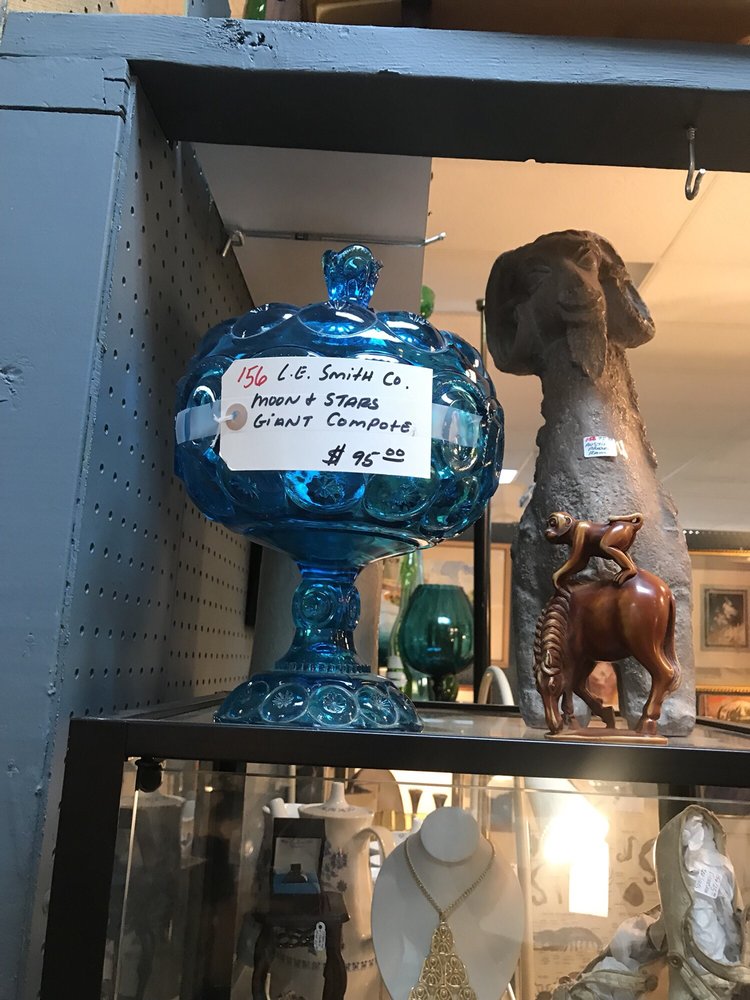 156 L.E. Smith Co.
MOON & STARS
GIANT COMPOTE
$ 95.00